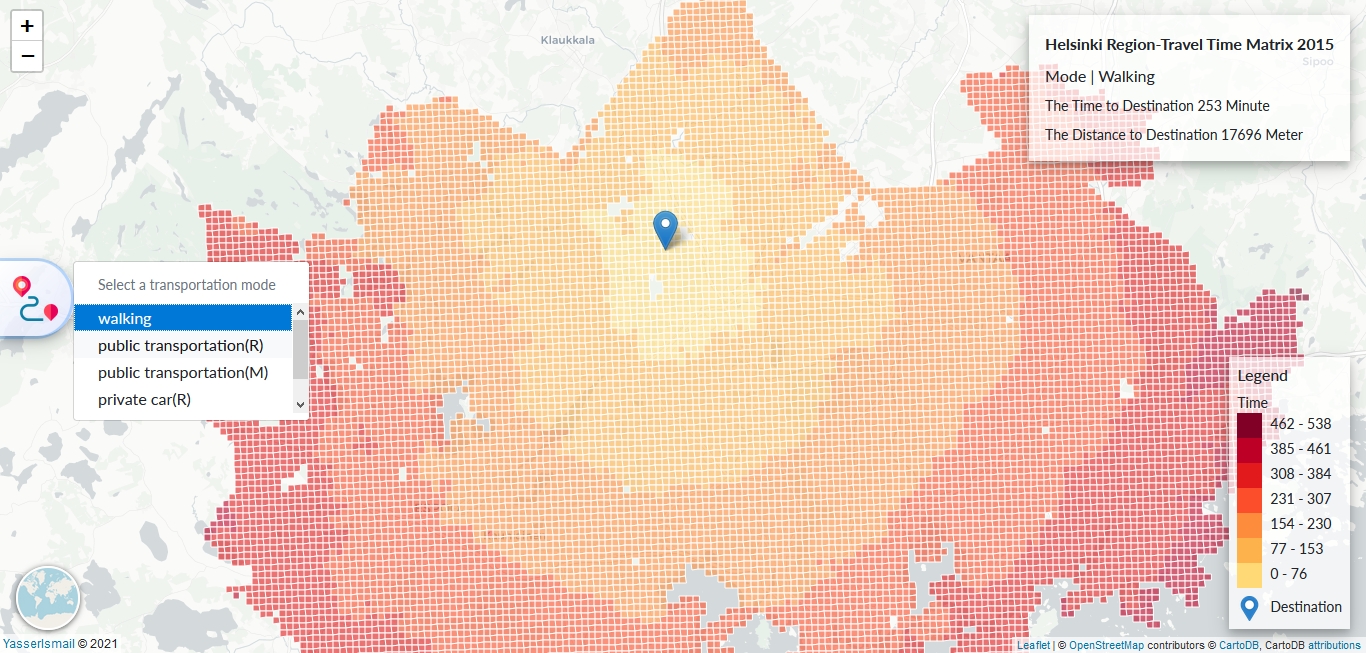 +
−
Klaukkala
Helsinki Region-Travel Time Matrix 2015
Sipoo
Mode | Walking
The Time to Destination 253 Minute
The Distance to Destination 17696 Meter
Select a transportation mode
walking
public transportation(R)
public transportation(M)
private car(R)
Legend
Time
462 - 538
385 - 461
308 - 384
231 - 307
154 - 230
77 - 153
0 - 76
Destination
YasserIsmail © 2021
Leaflet | © OpenStreetMap contributors © CartoDB, CartoDB attributions